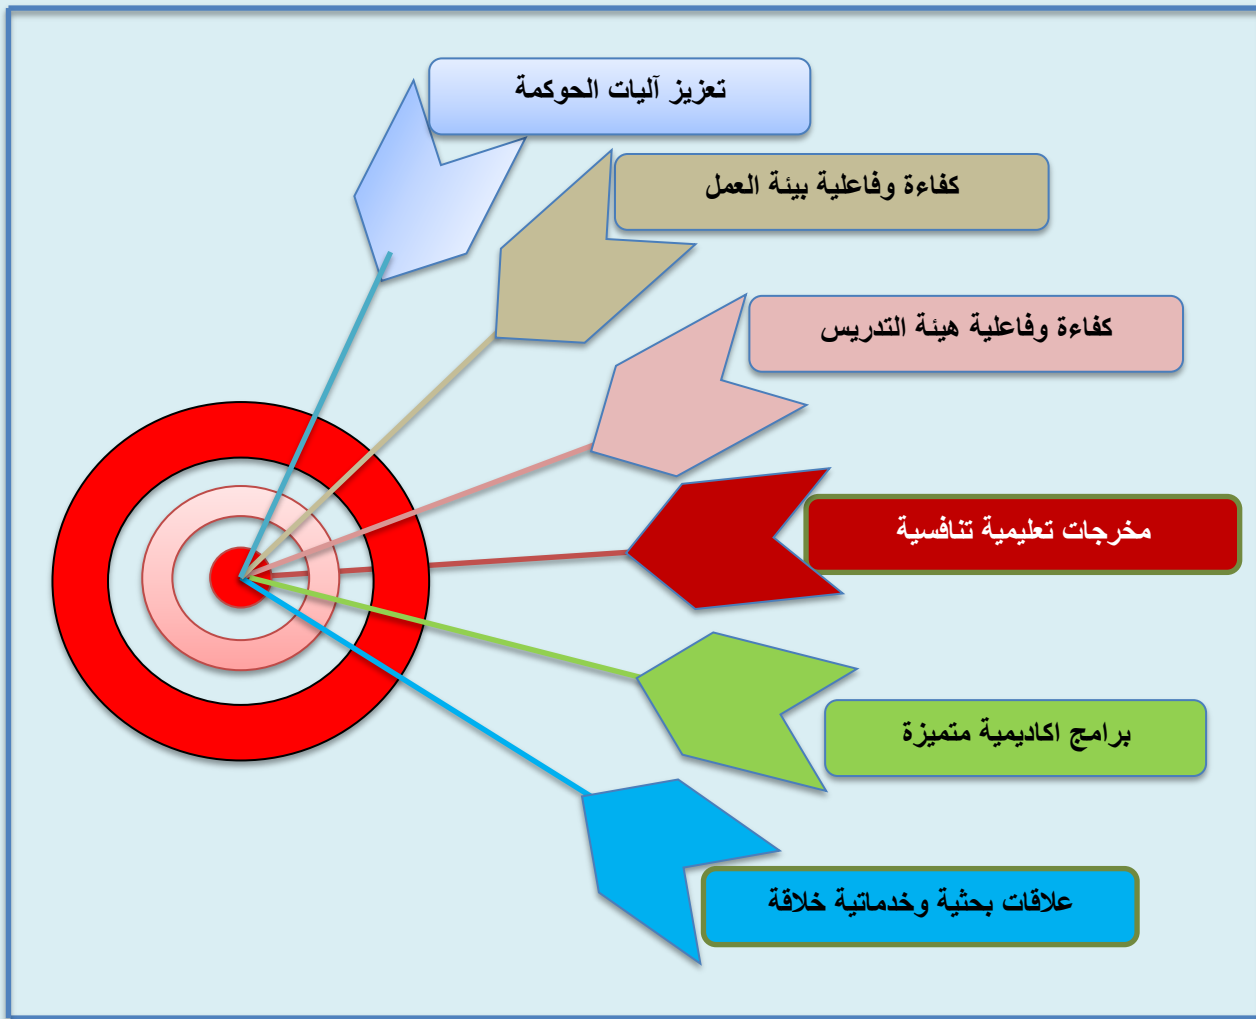 تعزيز آليات الحوكمة
كفاءة وفاعلية بيئة العمل
كفاءة وفاعلية هيئة التدريس
مخرجات تعليمية تنافسية
برامج اكاديمية متميزة
علاقات بحثية وخدماتية خلاقة